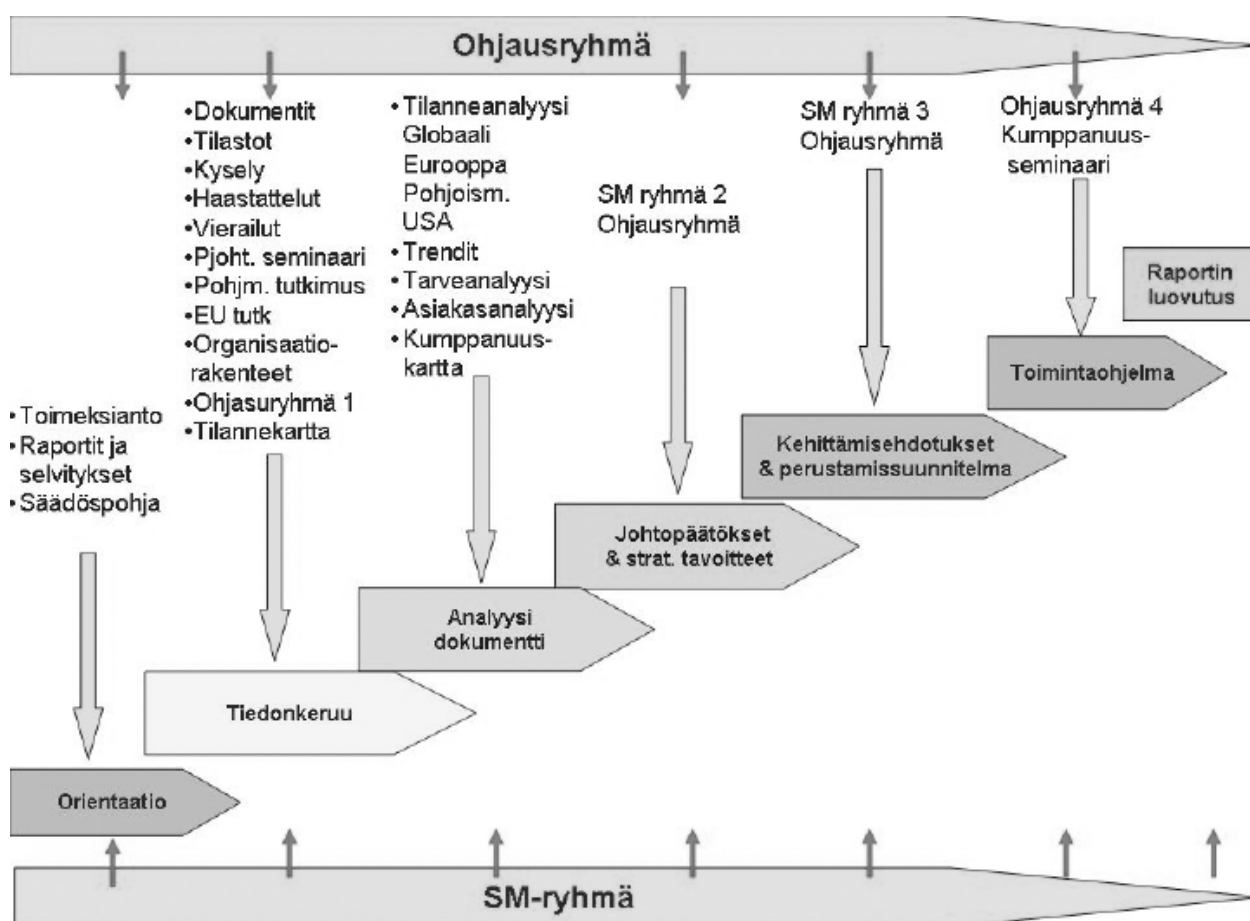 Ohjausryhmä
•Dokumentit
•Tilastot
•Kysely
•Haastattelut
•Vierailut
•Pjoht. seminaari
•Pohjm. tutkimus
•EU tutk
•Organisaatio-
rakenteet
•Ohjasuryhmä 1
•Tilannekartta
•Tilanneanalyysi
Globaali
Eurooppa
Pohjoism.
USA
•Trendit
•Tarveanalyysi
•Asiakasanalyysi
•Kumppanuus-
kartta
SM ryhmä 2
Ohjausryhmä
SM ryhmä 3
Ohjausryhmä
Ohjausryhmä 4
Kumppanuus-
seminaari
Raportin
luovutus
•Toimeksianto
•Raportit ja
selvitykset
•Säädöspohja
Toimintaohjelma
Kehittämisehdotukset
& perustamissuunnitelma
Johtopäätökset
& strat. tavoitteet
Analyysi
dokumentti
Tiedonkeruu
Orientaatio
SM-ryhmä